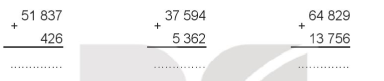 51 837 37 594 64 829
+ + +
426 5 362 13 756
.............. .............. ..............